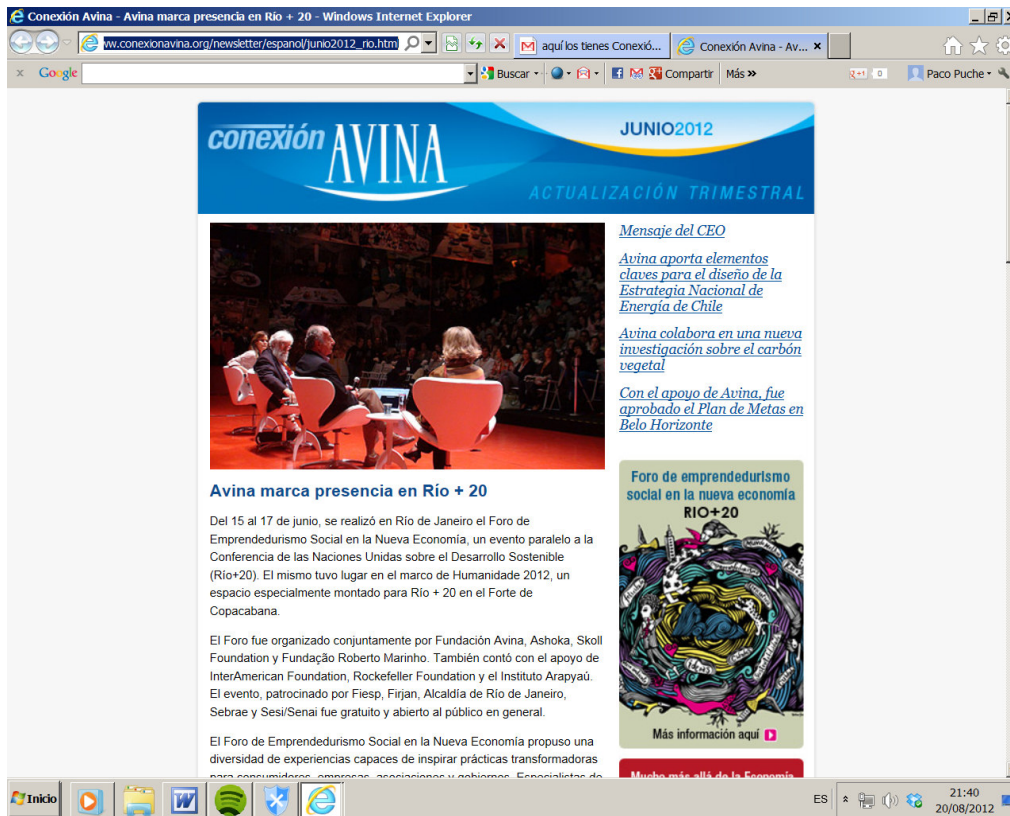 Conexión Avina - Avina marca presencia en Río + 20 - Windows Internet Explorer
ww.conexionavina.org/newsletter/espanol/junio2012_rio.html
aquí los tienes Conexió...
Conexión Avina - Av... ×
x Google
Buscar
Compartir
Más »
+1 0
Paco Puche
conexión AVINA
JUNIO2012
ACTUALIZACIÓN TRIMESTRAL
Mensaje del CEO
Avina aporta elementos
claves para el diseño de la
Estrategia Nacional de
Energía de Chile
Avina colabora en una nueva
investigación sobre el carbón
vegetal
Con el apoyo de Avina, fue
aprobado el Plan de Metas en
Belo Horizonte
Avina marca presencia en Río + 20
Del 15 al 17 de junio, se realizó en Río de Janeiro el Foro de
Emprendedurismo Social en la Nueva Economía, un evento paralelo a la
Conferencia de las Naciones Unidas sobre el Desarrollo Sostenible
(Río+20). El mismo tuvo lugar en el marco de Humanidade 2012, un
espacio especialmente montado para Río + 20 en el Forte de
Copacabana.
El Foro fue organizado conjuntamente por Fundación Avina, Ashoka, Skoll
Foundation y Fundação Roberto Marinho. También contó con el apoyo de
InterAmerican Foundation, Rockefeller Foundation y el Instituto Arapyaú.
El evento, patrocinado por Fiesp, Firjan, Alcaldía de Río de Janeiro,
Sebrae y Sesi/Senai fue gratuito y abierto al público en general.
El Foro de Emprendedurismo Social en la Nueva Economía propuso una
diversidad de experiencias capaces de inspirar prácticas transformadoras
para consumidores, empresas, asociaciones y gobiernos. Especialistas de
Foro de emprendedurismo
social en la nueva economía
RIO+20
Más información aquí
Mucho más allá de la Economía
Inicio
ES
21:40
20/08/2012